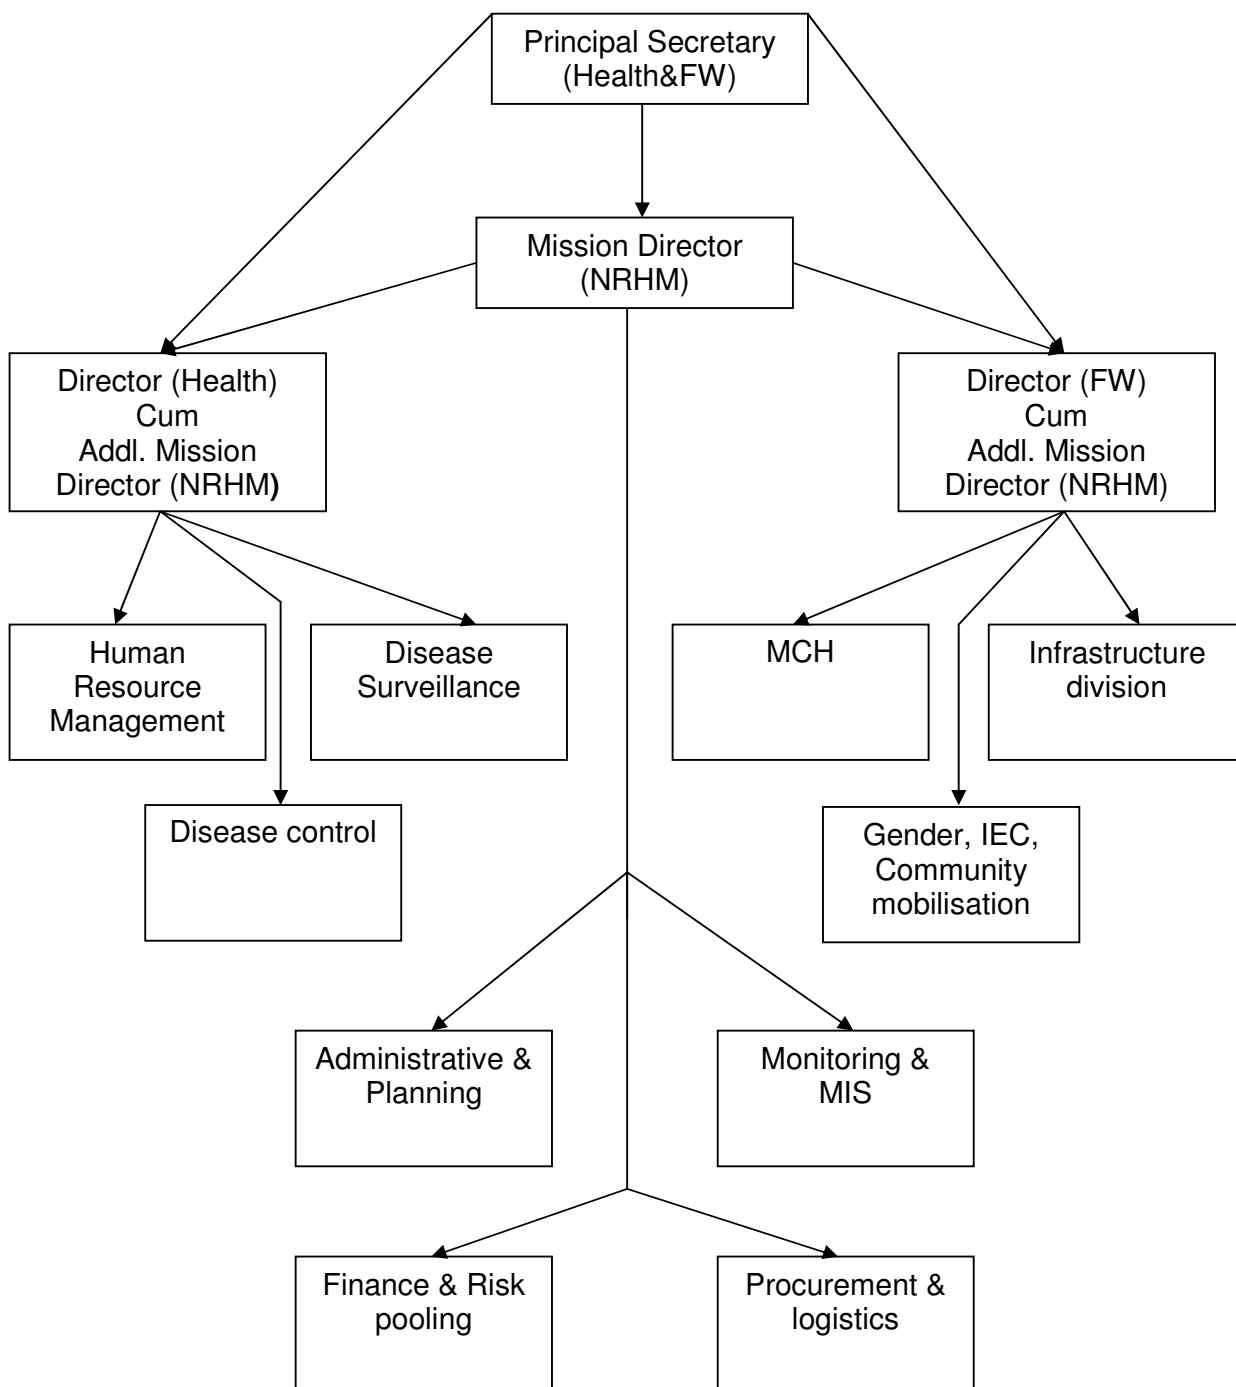 Principal Secretary
(Health&FW)
Mission Director
(NRHM)
Director (Health)
Cum
Addl. Mission
Director (NRHM)
Director (FW)
Cum
Addl. Mission
Director (NRHM)
Human
Resource
Management
Disease
Surveillance
MCH
Infrastructure
division
Disease control
Gender, IEC,
Community
mobilisation
Administrative &
Planning
Monitoring &
MIS
Finance & Risk
pooling
Procurement &
logistics